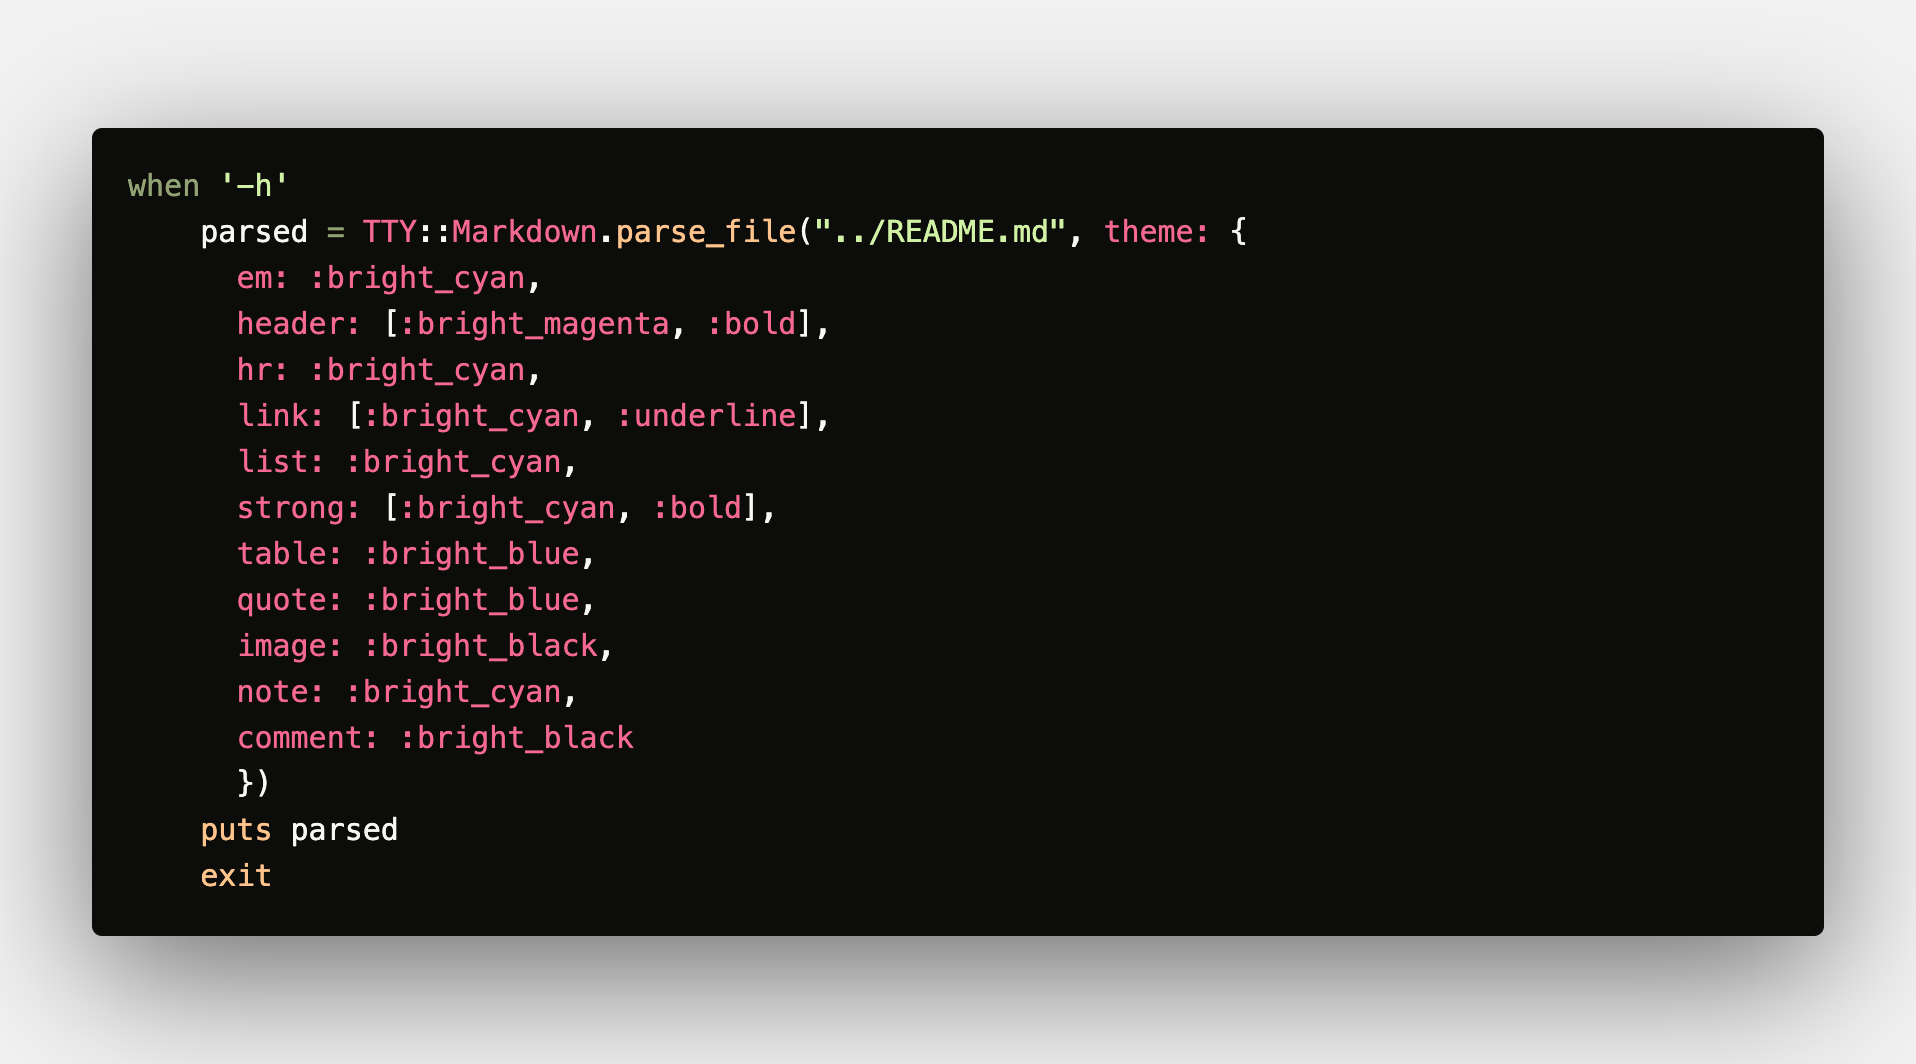 when '-h'
    parsed = TTY::Markdown.parse_file("../README.md", theme: {
      em: :bright_cyan,
      header: [:bright_magenta, :bold],
      hr: :bright_cyan,
      link: [:bright_cyan, :underline],
      list: :bright_cyan,
      strong: [:bright_cyan, :bold],
      table: :bright_blue,
      quote: :bright_blue,
      image: :bright_black,
      note: :bright_cyan,
      comment: :bright_black
      })
    puts parsed
    exit